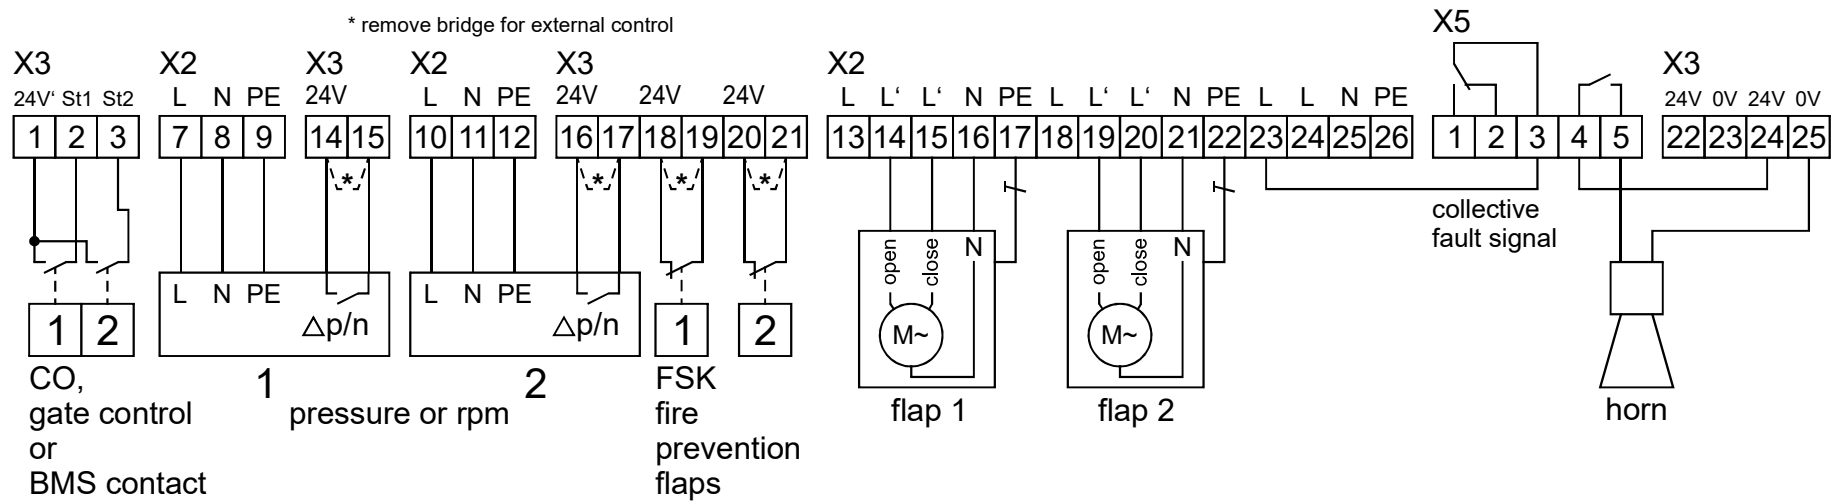 * remove bridge for external control
X5
X3 X2 X3 X2 X3 X2 X3
24V‘ St1 St2 L N PE 24V L N PE 24V 24V 24V L L‘ L‘ N PE L L‘ L‘ N PE L L N PE 24V 0V 24V 0V
1 2 3 7 8 9 14 15 10 11 12 16 17 18 19 20 21 13 14 15 16 17 18 19 20 21 22 23 24 25 26 1 2 3 4 5 22 23 24 25
* * * *
collective
fault signal
open close N open close N
L N PE L N PE
1 2 △p/n △p/n 1 2 M~ M~
CO,
gate control
or
BMS contact
1 2
pressure or rpm
FSK
fire
prevention
flaps
flap 1 flap 2 horn